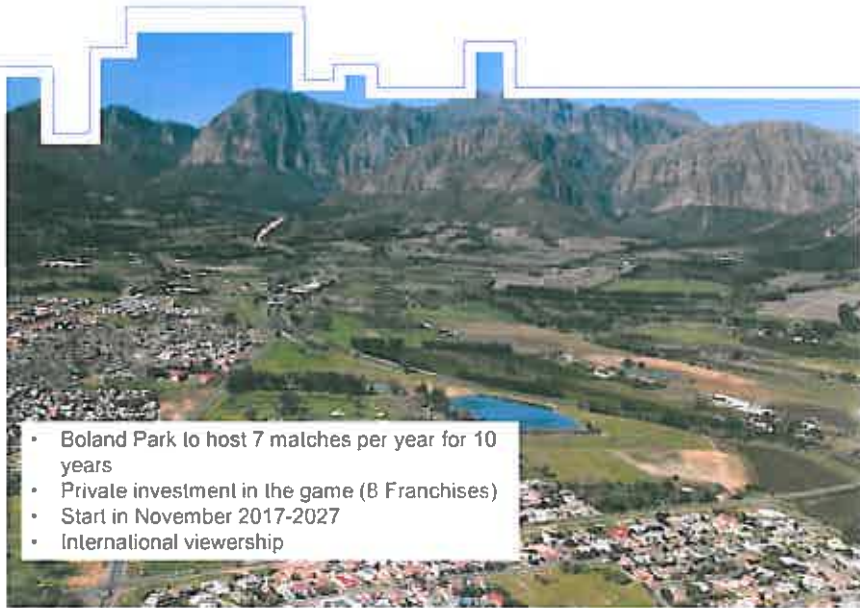 • Boland Park to host 7 matches per year for 10
years
• Private investment in the game (8 Franchises)
• Start in November 2017-2027
• International viewership